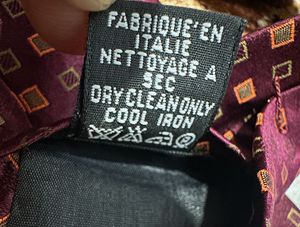 FABRIQUE EN
ITALIE
NETTOYAGE A
SEC
DRY CLEAN ONLY
COOL IRON